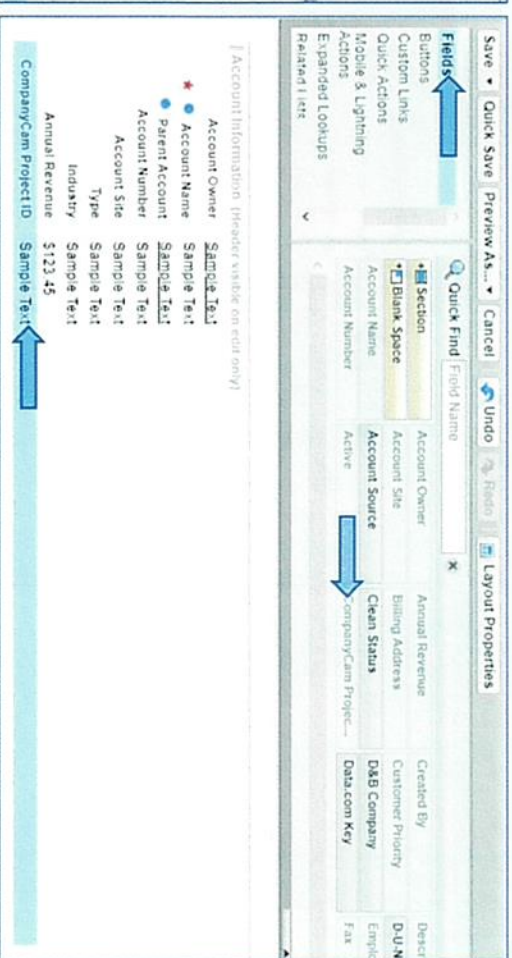 Save Quick Save Preview As... Cancel Undo Redo Layout Properties
Fields
Buttons
Custom Links
Quick Actions
Mobile & Lightning
Actions
Expanded Lookups
Related Lists
Quick Find Field Name
Section Account Owner Annual Revenue Created By Descr
Blank Space Account Site Billing Address Customer Priority D-U-N
Account Name Account Source Clean Status D&B Company Emplo
Account Number Active CompanyCam Projec... Data.com Key Fax
Account Information (Header visible on edit only)
Account Owner Sample Text
* Account Name Sample Text
Parent Account Sample Text
Account Number Sample Text
Account Site Sample Text
Type Sample Text
Industry Sample Text
Annual Revenue $123.45
CompanyCam Project ID Sample Text